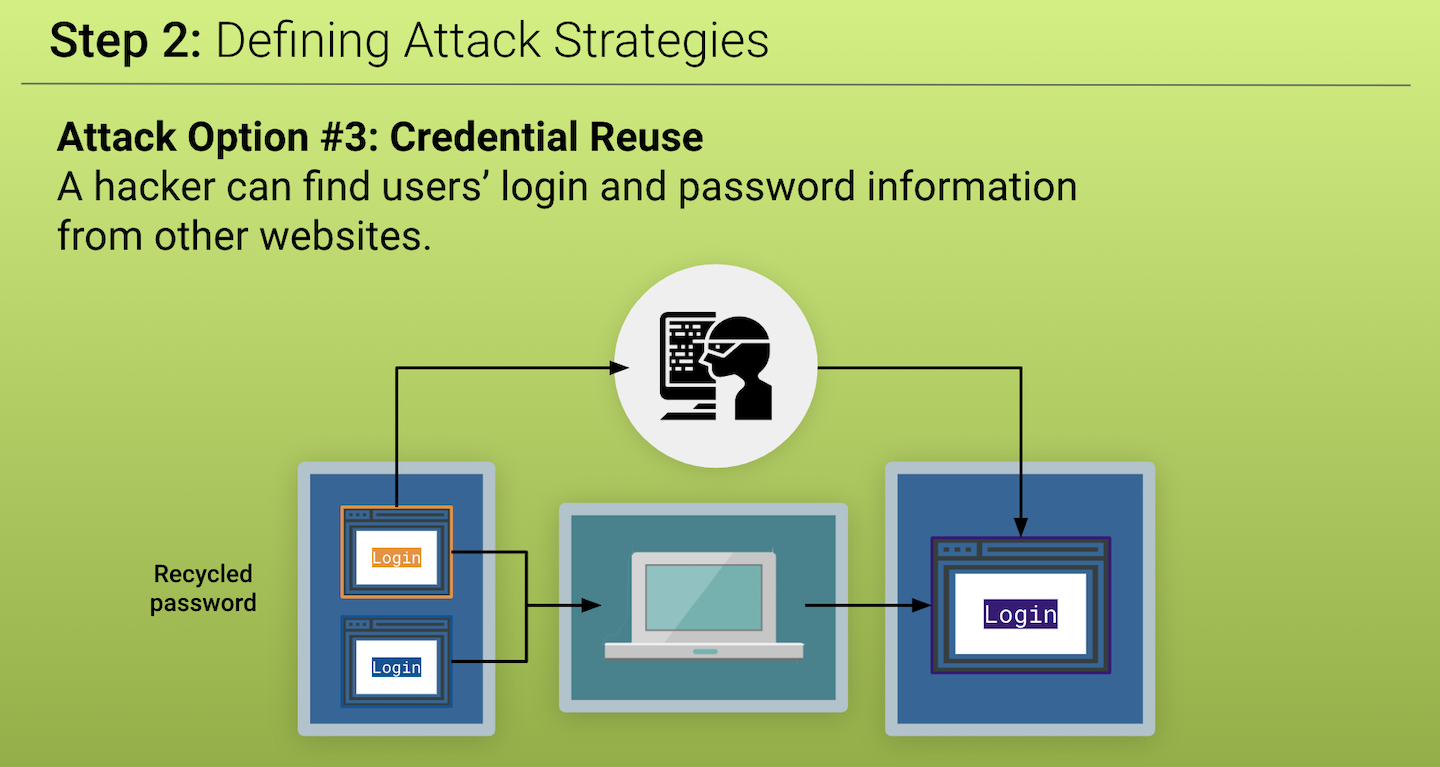 Step 2: Defining Attack Strategies
Attack Option #3: Credential Reuse
A hacker can find users’ login and password information
from other websites.
Login
Recycled
password
Login
Login